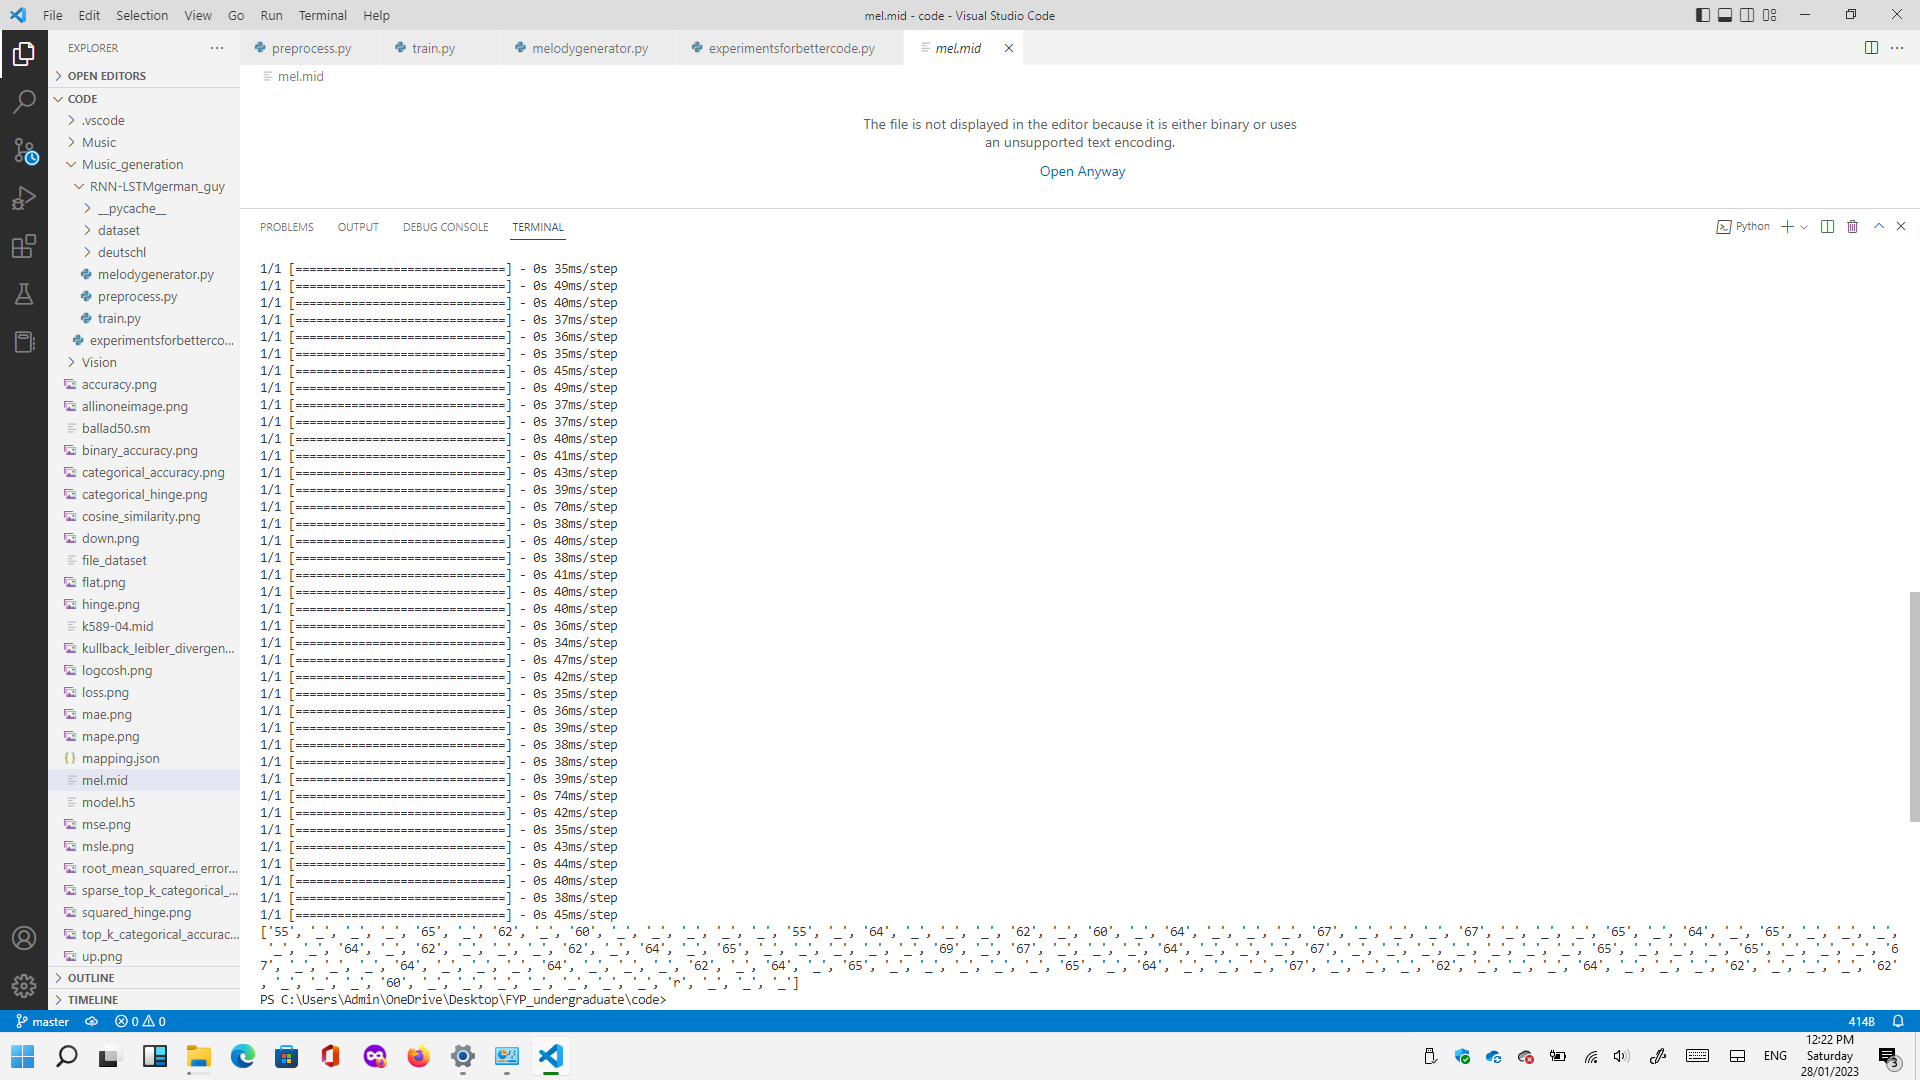 File Edit Selection View Go Run Terminal Help mel.mid - code - Visual Studio Code
EXPLORER
preprocess.py train.py melodygenerator.py experimentsforbettercode.py mel.mid
mel.mid
OPEN EDITORS
CODE
.vscode
Music
Music_generation
RNN-LSTMgerman_guy
__pycache__
dataset
deutschl
melodygenerator.py
preprocess.py
train.py
experimentsforbetterco...
Vision
accuracy.png
allinoneimage.png
ballad50.sm
binary_accuracy.png
categorical_accuracy.png
categorical_hinge.png
cosine_similarity.png
down.png
file_dataset
flat.png
hinge.png
k589-04.mid
kullback_leibler_divergen...
logcosh.png
loss.png
mae.png
mape.png
mapping.json
mel.mid
model.h5
mse.png
msle.png
root_mean_squared_error...
sparse_top_k_categorical_...
squared_hinge.png
top_k_categorical_accurac...
up.png
OUTLINE
TIMELINE
The file is not displayed in the editor because it is either binary or uses
an unsupported text encoding.
Open Anyway
PROBLEMS OUTPUT DEBUG CONSOLE TERMINAL Python
1/1 [==============================] - 0s 35ms/step
1/1 [==============================] - 0s 49ms/step
1/1 [==============================] - 0s 40ms/step
1/1 [==============================] - 0s 37ms/step
1/1 [==============================] - 0s 36ms/step
1/1 [==============================] - 0s 35ms/step
1/1 [==============================] - 0s 45ms/step
1/1 [==============================] - 0s 49ms/step
1/1 [==============================] - 0s 37ms/step
1/1 [==============================] - 0s 37ms/step
1/1 [==============================] - 0s 40ms/step
1/1 [==============================] - 0s 41ms/step
1/1 [==============================] - 0s 43ms/step
1/1 [==============================] - 0s 39ms/step
1/1 [==============================] - 0s 70ms/step
1/1 [==============================] - 0s 38ms/step
1/1 [==============================] - 0s 40ms/step
1/1 [==============================] - 0s 38ms/step
1/1 [==============================] - 0s 41ms/step
1/1 [==============================] - 0s 40ms/step
1/1 [==============================] - 0s 40ms/step
1/1 [==============================] - 0s 36ms/step
1/1 [==============================] - 0s 34ms/step
1/1 [==============================] - 0s 47ms/step
1/1 [==============================] - 0s 42ms/step
1/1 [==============================] - 0s 35ms/step
1/1 [==============================] - 0s 36ms/step
1/1 [==============================] - 0s 39ms/step
1/1 [==============================] - 0s 38ms/step
1/1 [==============================] - 0s 38ms/step
1/1 [==============================] - 0s 39ms/step
1/1 [==============================] - 0s 74ms/step
1/1 [==============================] - 0s 42ms/step
1/1 [==============================] - 0s 35ms/step
1/1 [==============================] - 0s 43ms/step
1/1 [==============================] - 0s 44ms/step
1/1 [==============================] - 0s 40ms/step
1/1 [==============================] - 0s 38ms/step
1/1 [==============================] - 0s 45ms/step
['55', '_', '_', '_', '65', '_', '62', '_', '60', '_', '_', '_', '_', '_', '55', '_', '64', '_', '_', '_', '62', '_', '60', '_', '64', '_', '_', '_', '67', '_', '_', '_', '67', '_', '_', '_', '65', '_', '64', '_', '65', '_', '_', '_',
'_', '_', '64', '_', '62', '_', '_', '_', '62', '_', '64', '_', '65', '_', '_', '_', '_', '_', '69', '_', '67', '_', '_', '_', '64', '_', '_', '_', '67', '_', '_', '_', '_', '_', '_', '_', '65', '_', '_', '_', '65', '_', '_', '_', '6
7', '_', '_', '_', '64', '_', '_', '_', '64', '_', '_', '_', '62', '_', '64', '_', '65', '_', '_', '_', '_', '_', '65', '_', '64', '_', '_', '_', '67', '_', '_', '_', '62', '_', '_', '_', '64', '_', '_', '_', '62', '_', '_', '_', '62'
, '_', '_', '_', '60', '_', '_', '_', '_', '_', '_', '_', 'r', '_', '_', '_']
PS C:\Users\Admin\OneDrive\Desktop\FYP_undergraduate\code>
master 0 0 414B
ENG
12:22 PM
Saturday
28/01/2023
3